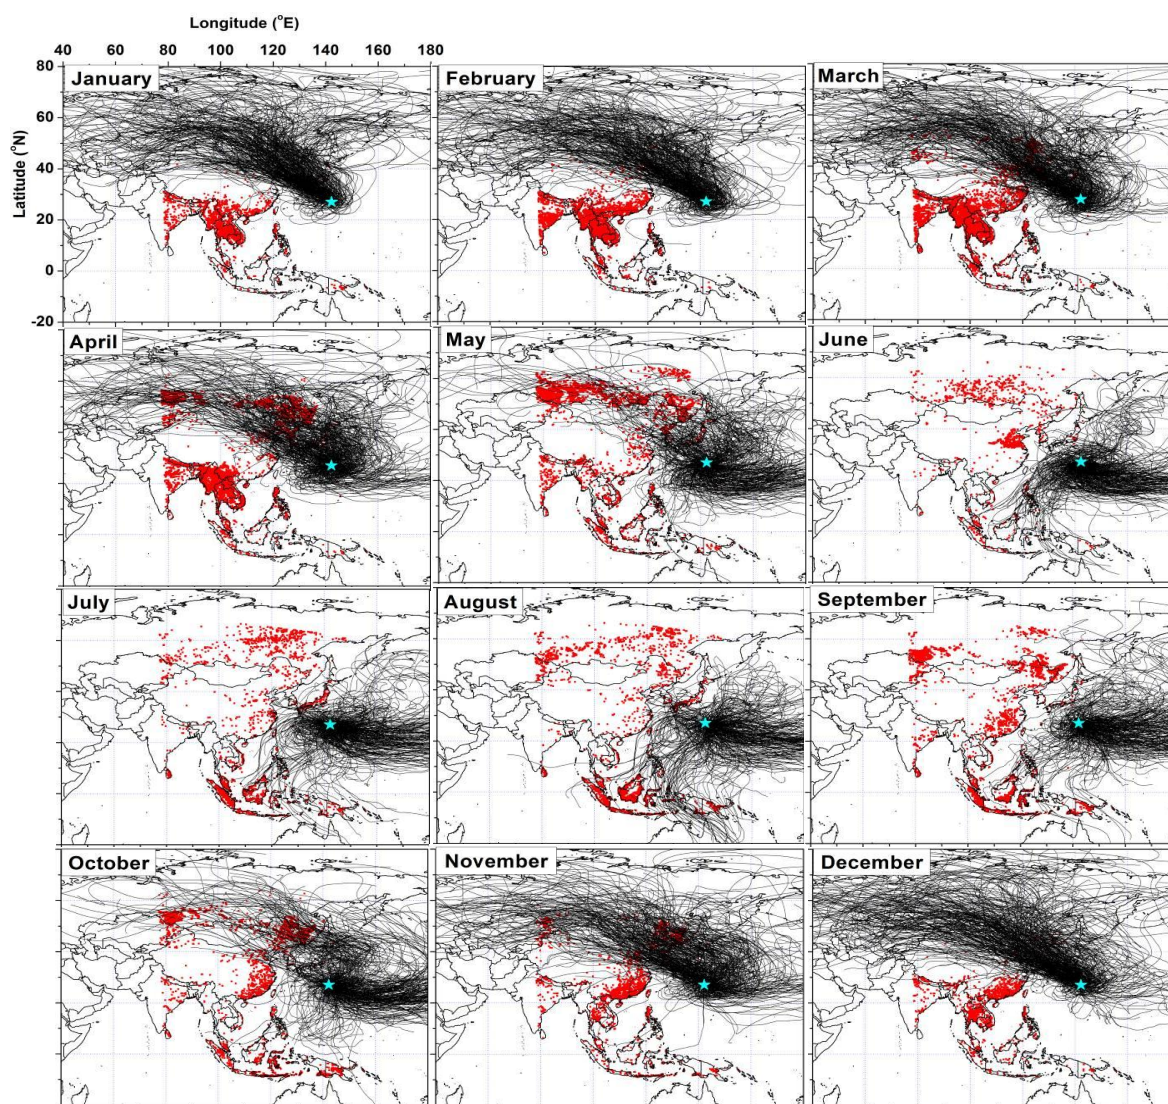 Longitude (°E)
40 60 80 100 120 140 160 180
Latitude (°N)
80
60
40
20
0
-20
January
February
March
April
May
June
July
August
September
October
November
December